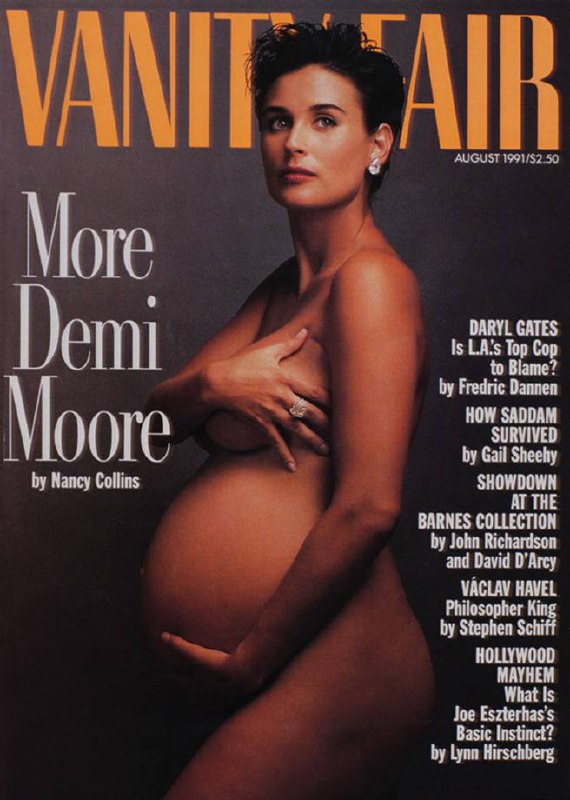 VANITY FAIR
AUGUST 1991/$2.50
More
Demi
Moore
by Nancy Collins
DARYL GATES
Is L.A.'s Top Cop
to Blame?
by Fredric Dannen
HOW SADDAM
SURVIVED
by Gail Sheehy
SHOWDOWN
AT THE
BARNES COLLECTION
by John Richardson
and David D'Arcy
VÁCLAV HAVEL
Philosopher King
by Stephen Schiff
HOLLYWOOD
MAYHEM
What Is
Joe Eszterhas's
Basic Instinct?
by Lynn Hirschberg